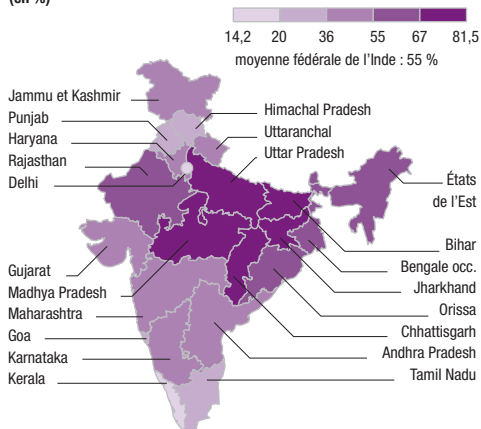 (en %)
14,2 20 36 55 67 81,5
moyenne fédérale de l'Inde : 55 %
Jammu et Kashmir
Punjab
Haryana
Rajasthan
Delhi
Himachal Pradesh
Uttaranchal
Uttar Pradesh
États
de l'Est
Bihar
Bengale occ.
Jharkhand
Orissa
Chhattisgarh
Andhra Pradesh
Tamil Nadu
Gujarat
Madhya Pradesh
Maharashtra
Goa
Karnataka
Kerala